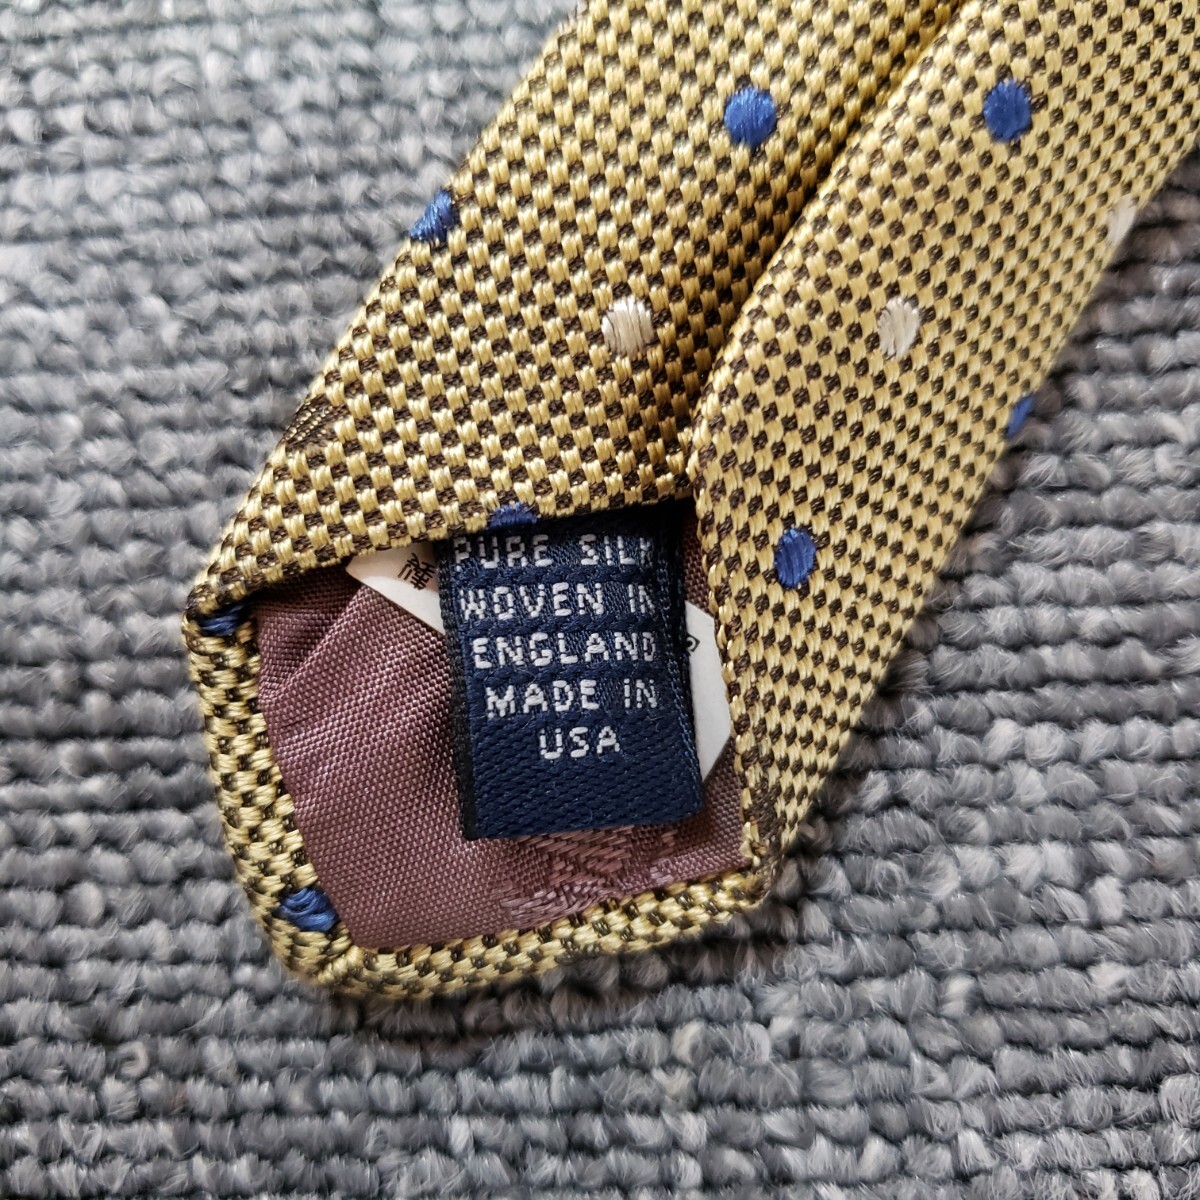 PURE SILK
WOVEN IN
ENGLAND
MADE IN
USA